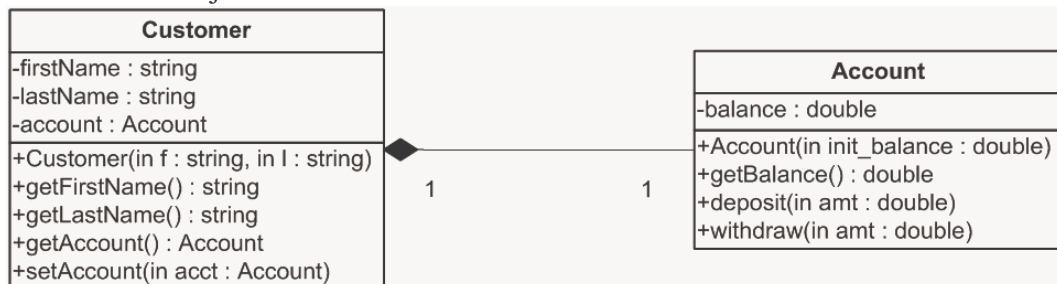 Customer
-firstName : string
-lastName : string
-account : Account
+Customer(in f : string, in l : string)
+getFirstName() : string
+getLastName() : string
+getAccount() : Account
+setAccount(in acct : Account)
1
1
Account
-balance : double
+Account(in init_balance : double)
+getBalance() : double
+deposit(in amt : double)
+withdraw(in amt : double)